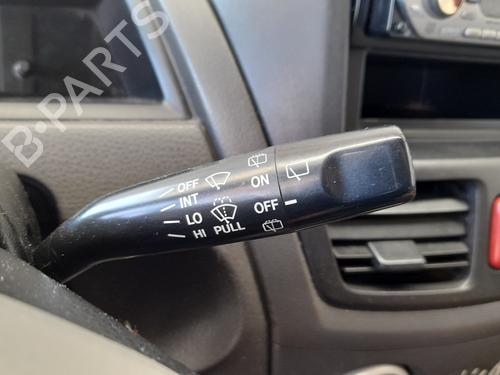 B-PARTS
OFF
INT ON
LO OFF
HI PULL